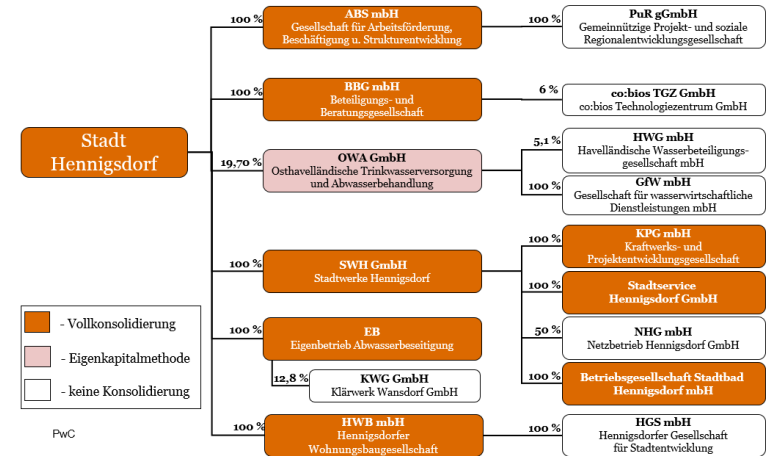 100 %
ABS mbH
Gesellschaft für Arbeitsförderung,
Beschäftigung u. Strukturentwicklung
100 %
PuR gGmbH
Gemeinnützige Projekt- und soziale
Regionalentwicklungsgesellschaft
100 %
BBG mbH
Beteiligungs- und
Beratungsgesellschaft
6 %
co:bios TGZ GmbH
co:bios Technologiezentrum GmbH
Stadt
Hennigsdorf
19,70 %
OWA GmbH
Osthavelländische Trinkwasserversorgung
und Abwasserbehandlung
5,1 %
HWG mbH
Havelländische Wasserbeteiligungs-
gesellschaft mbH
100 %
GfW mbH
Gesellschaft für wasserwirtschaftliche
Dienstleistungen mbH
100 %
SWH GmbH
Stadtwerke Hennigsdorf
100 %
KPG mbH
Kraftwerks- und
Projektentwicklungsgesellschaft
100 %
Stadtservice
Hennigsdorf GmbH
50 %
NHG mbH
Netzbetrieb Hennigsdorf GmbH
100 %
Betriebsgesellschaft Stadtbad
Hennigsdorf mbH
100 %
EB
Eigenbetrieb Abwasserbeseitigung
12,8 %
KWG GmbH
Klärwerk Wansdorf GmbH
100 %
HWB mbH
Hennigsdorfer
Wohnungsbaugesellschaft
100 %
HGS mbH
Hennigsdorfer Gesellschaft
für Stadtentwicklung
- Vollkonsolidierung
- Eigenkapitalmethode
- keine Konsolidierung
PwC